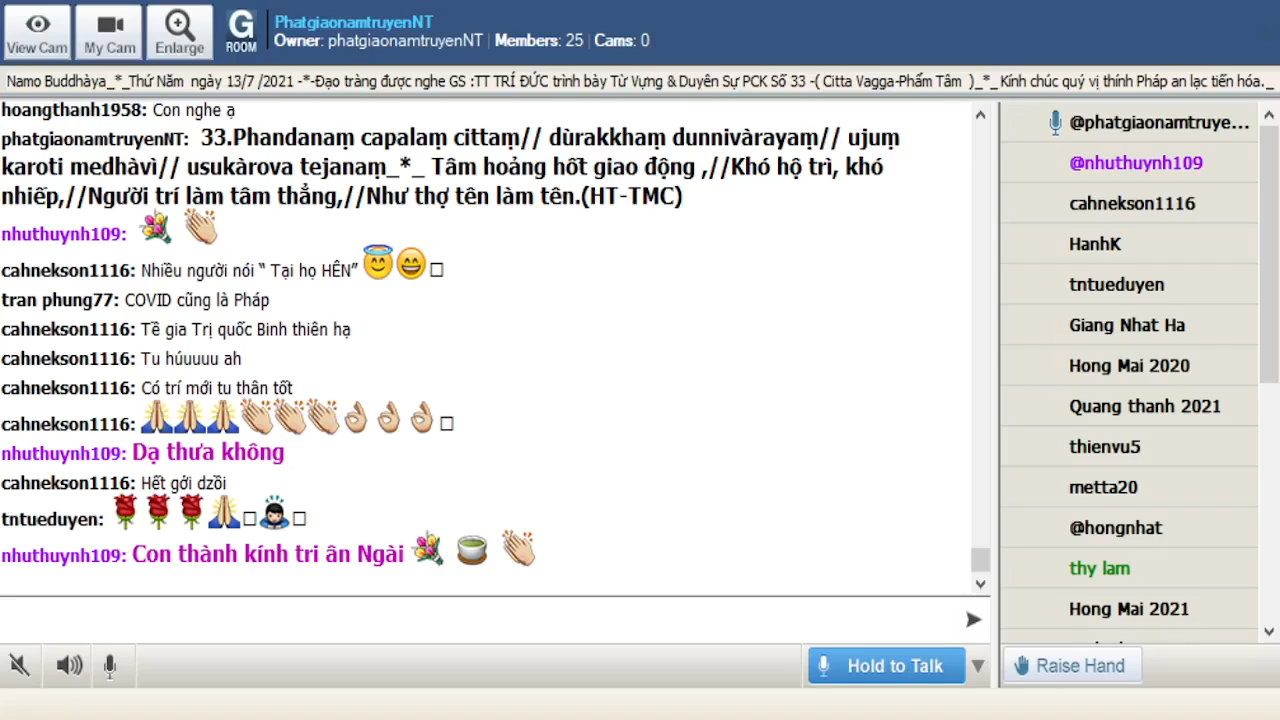 View Cam
My Cam
Enlarge
G
ROOM
PhatgiaonamtruyenNT
Owner: phatgiaonamtruyenNT | Members: 25 | Cams: 0
Namo Buddhàya_*_Thứ Năm ngày 13/7 /2021 -*-Đạo tràng được nghe GS :TT TRÍ ĐỨC trình bày Từ Vựng & Duyên Sự PCK Số 33 -( Citta Vagga-Phẩm Tâm )_*_Kính chúc quý vị thính Pháp an lạc tiến hóa._
hoangthanh1958: Con nghe ạ
phatgiaonamtruyenNT: 33.Phandanaṃ capalaṃ cittaṃ// dùrakkhaṃ dunnivàrayaṃ// ujuṃ
karoti medhàvì// usukàrova tejanaṃ_*_ Tâm hoảng hốt giao động ,//Khó hộ trì, khó
nhiếp,//Người trí làm tâm thẳng,//Như thợ tên làm tên.(HT-TMC)
nhuthuynh109:
cahnekson1116: Nhiều người nói “ Tại họ HÊN”
tran phung77: COVID cũng là Pháp
cahnekson1116: Tề gia Trị quốc Binh thiên hạ
cahnekson1116: Tu húuuuu ah
cahnekson1116: Có trí mới tu thân tốt
cahnekson1116:
nhuthuynh109: Dạ thưa không
cahnekson1116: Hết gởi dzồi
tntueduyen:
nhuthuynh109: Con thành kính tri ân Ngài
Hold to Talk
@phatgiaonamtruye...
@nhuthuynh109
cahnekson1116
HanhK
tntueduyen
Giang Nhat Ha
Hong Mai 2020
Quang thanh 2021
thienvu5
metta20
@hongnhat
thy lam
Hong Mai 2021
Raise Hand